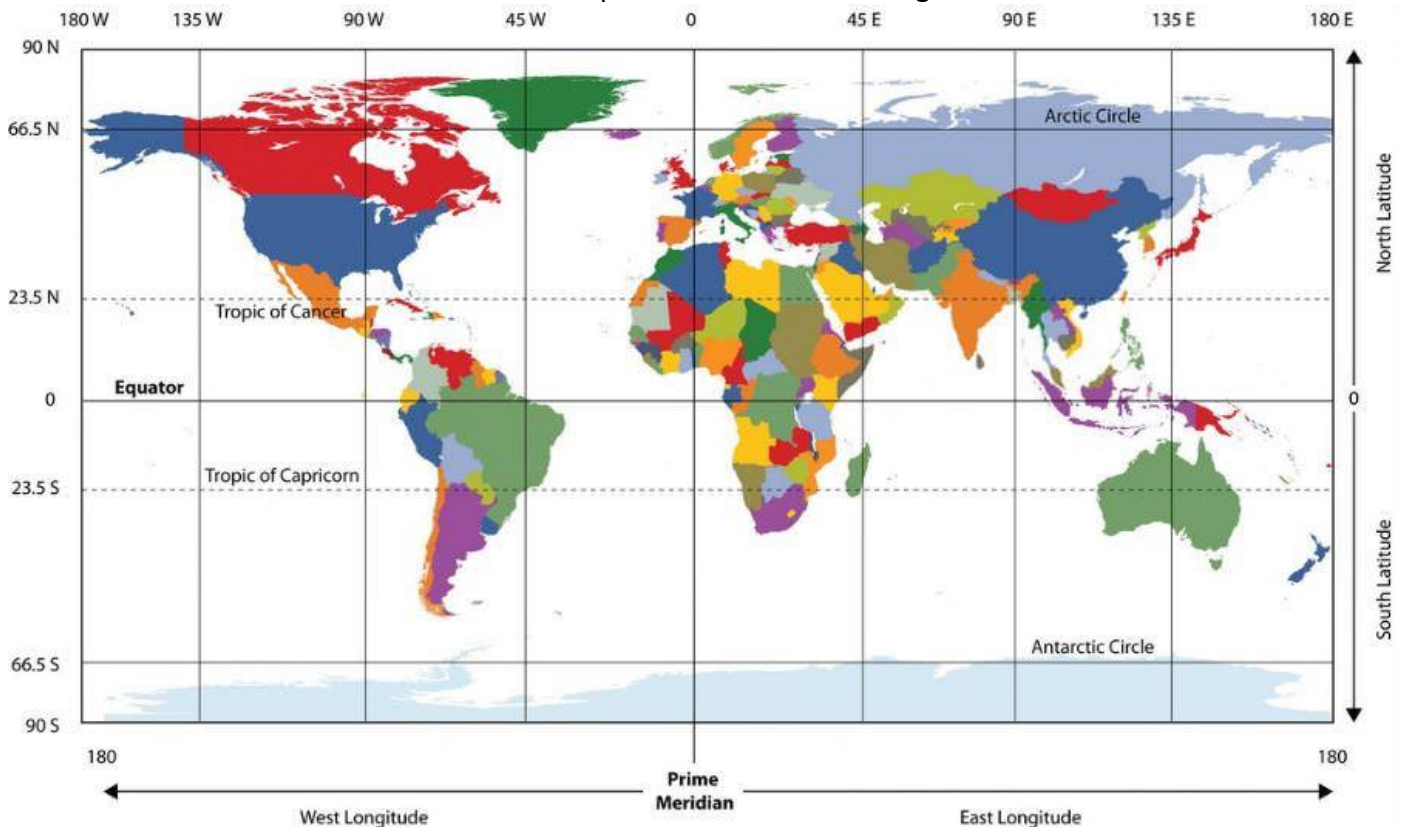 180 W 135 W 90 W 45 W 0 45 E 90 E 135 E 180 E
90 N
Arctic Circle
66.5 N
North Latitude
23.5 N
Tropic of Cancer
Equator
0
0
Tropic of Capricorn
23.5 S
South Latitude
Antarctic Circle
66.5 S
90 S
180
180
Prime
Meridian
West Longitude
East Longitude